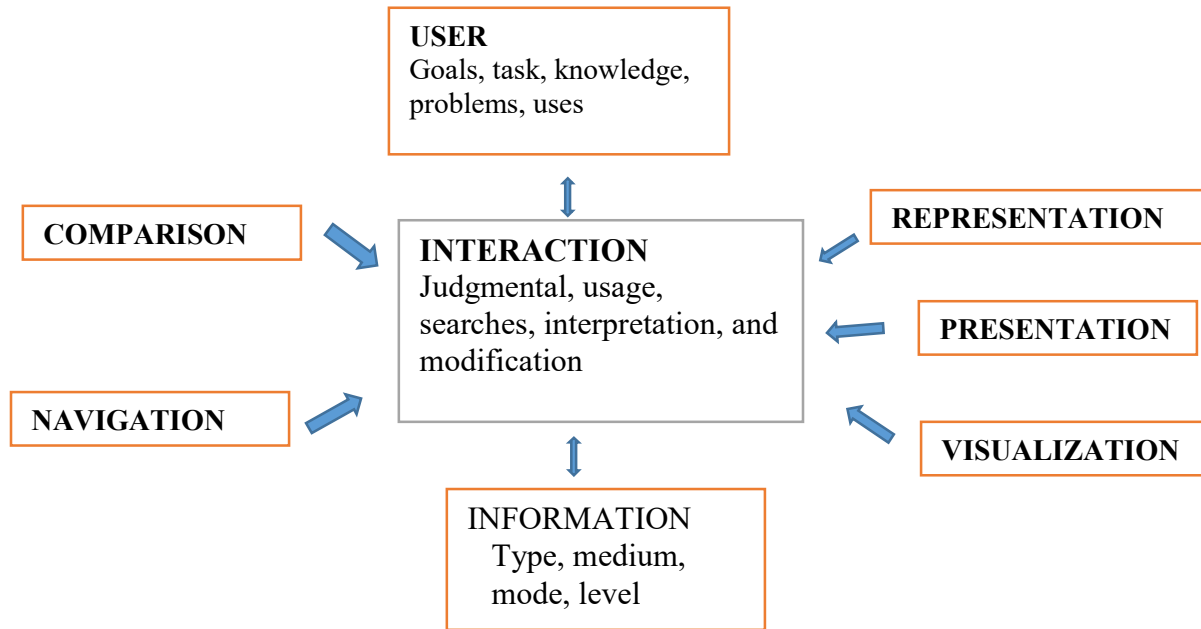 USER
Goals, task, knowledge,
problems, uses
COMPARISON
REPRESENTATION
INTERACTION
Judgmental, usage,
searches, interpretation, and
modification
PRESENTATION
NAVIGATION
VISUALIZATION
INFORMATION
Type, medium,
mode, level